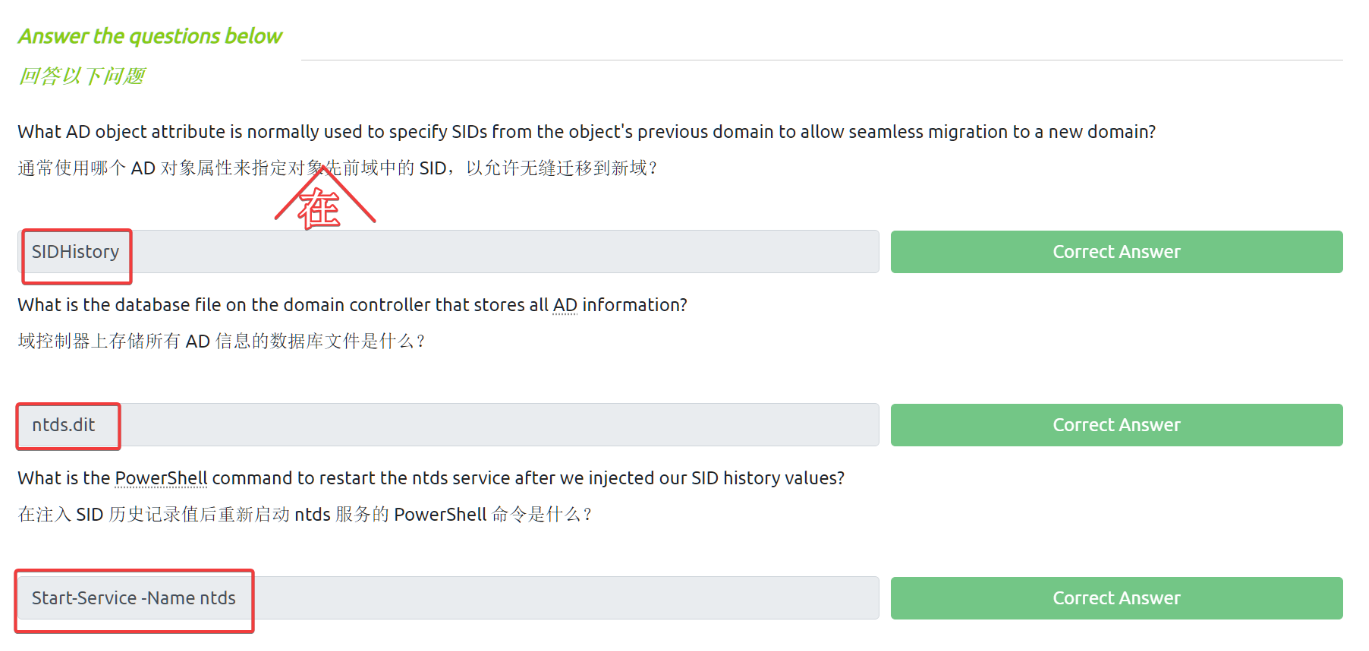 Answer the questions below
回答以下问题
What AD object attribute is normally used to specify SIDs from the object's previous domain to allow seamless migration to a new domain?
通常使用哪个 AD 对象属性来指定对象先前域中的 SID，以允许无缝迁移到新域？
在
SIDHistory
Correct Answer
What is the database file on the domain controller that stores all AD information?
域控制器上存储所有 AD 信息的数据库文件是什么？
ntds.dit
Correct Answer
What is the PowerShell command to restart the ntds service after we injected our SID history values?
在注入 SID 历史记录值后重新启动 ntds 服务的 PowerShell 命令是什么？
Start-Service -Name ntds
Correct Answer